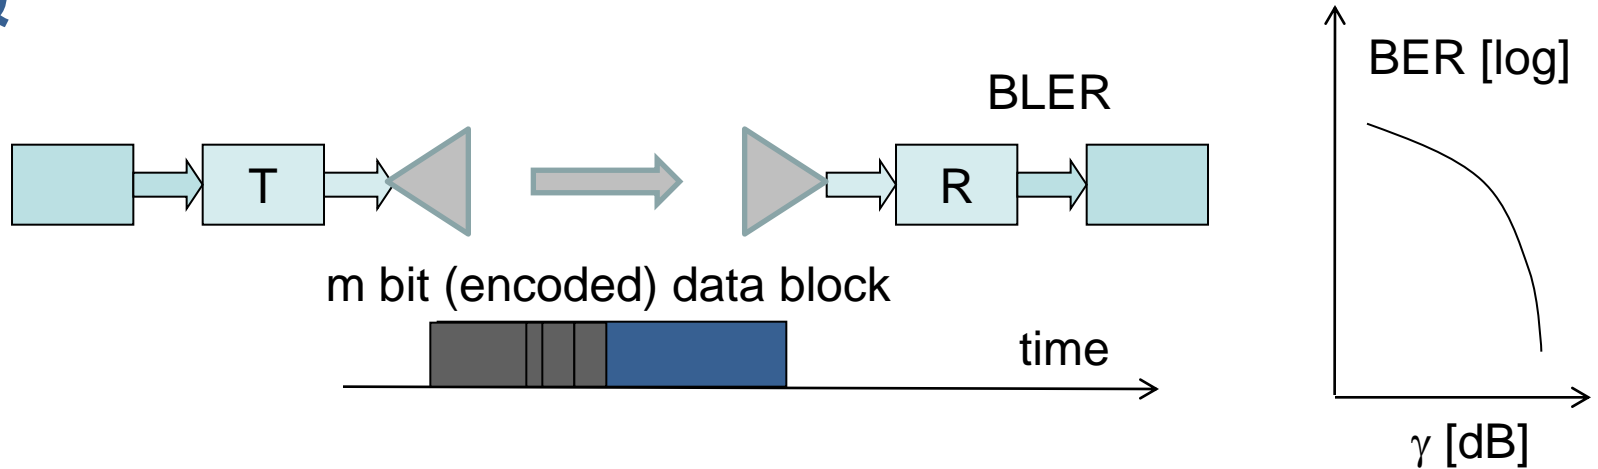 BER [log]
BLER
T
R
m bit (encoded) data block
time
γ [dB]